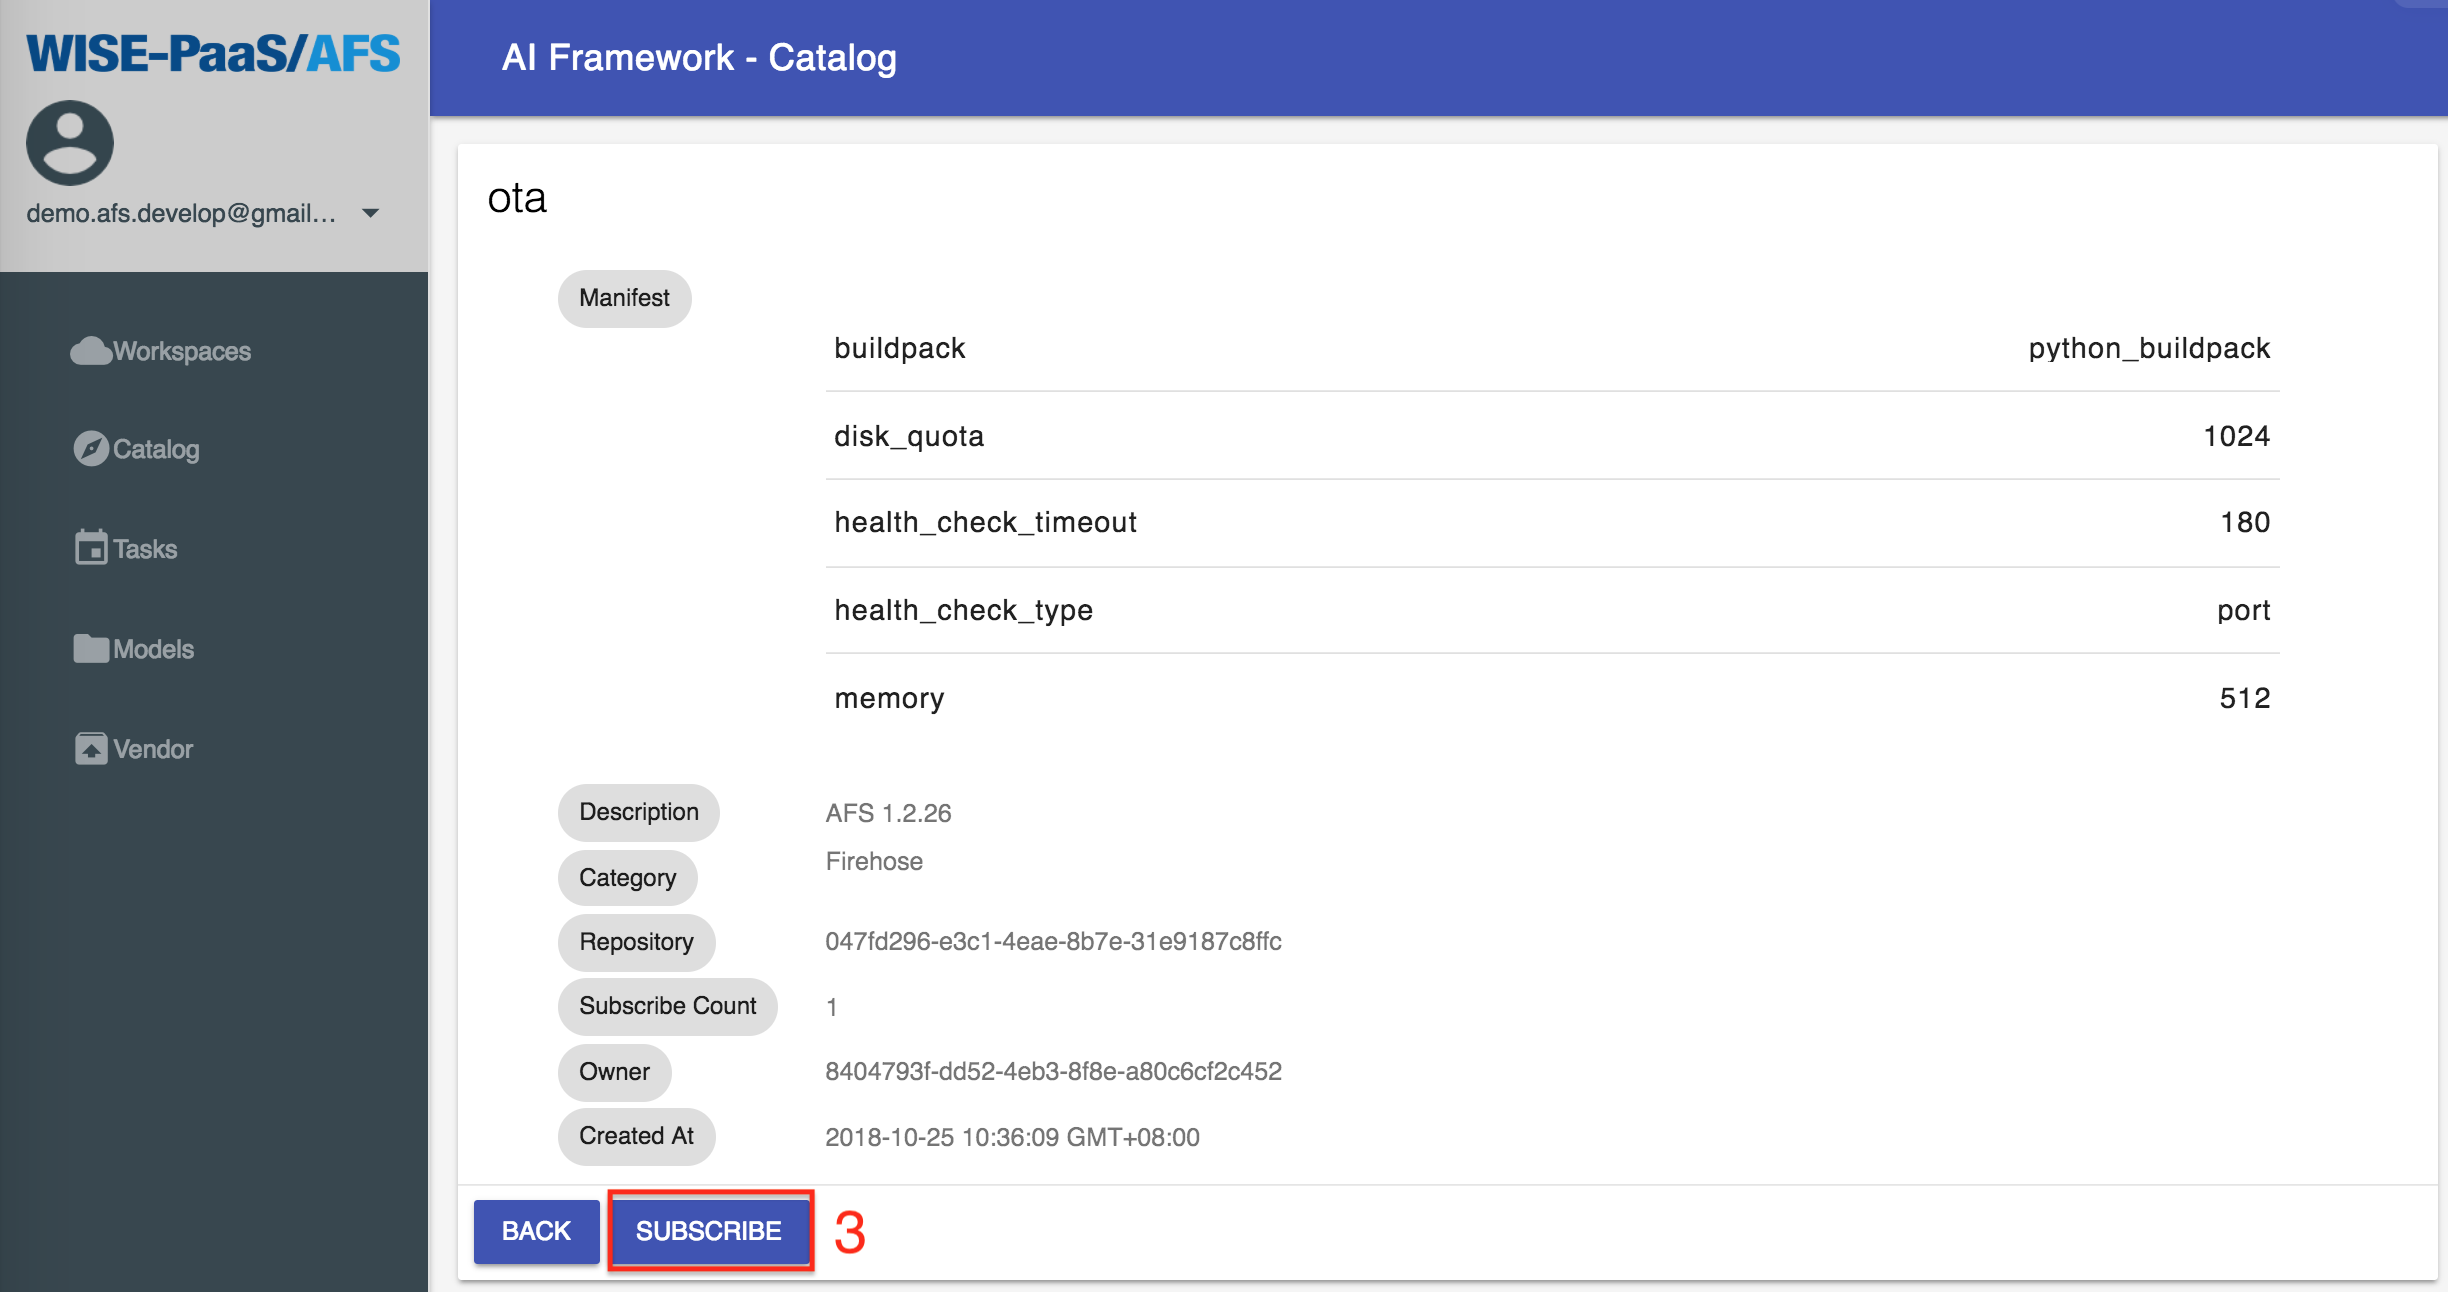 WISE-PaaS/AFS
demo.afs.develop@gmail...
Workspaces
Catalog
Tasks
Models
Vendor
AI Framework - Catalog
ota
Manifest
buildpack python_buildpack
disk_quota 1024
health_check_timeout 180
health_check_type port
memory 512
Description AFS 1.2.26
Category Firehose
Repository 047fd296-e3c1-4eae-8b7e-31e9187c8ffc
Subscribe Count 1
Owner 8404793f-dd52-4eb3-8f8e-a80c6cf2c452
Created At 2018-10-25 10:36:09 GMT+08:00
BACK SUBSCRIBE 3